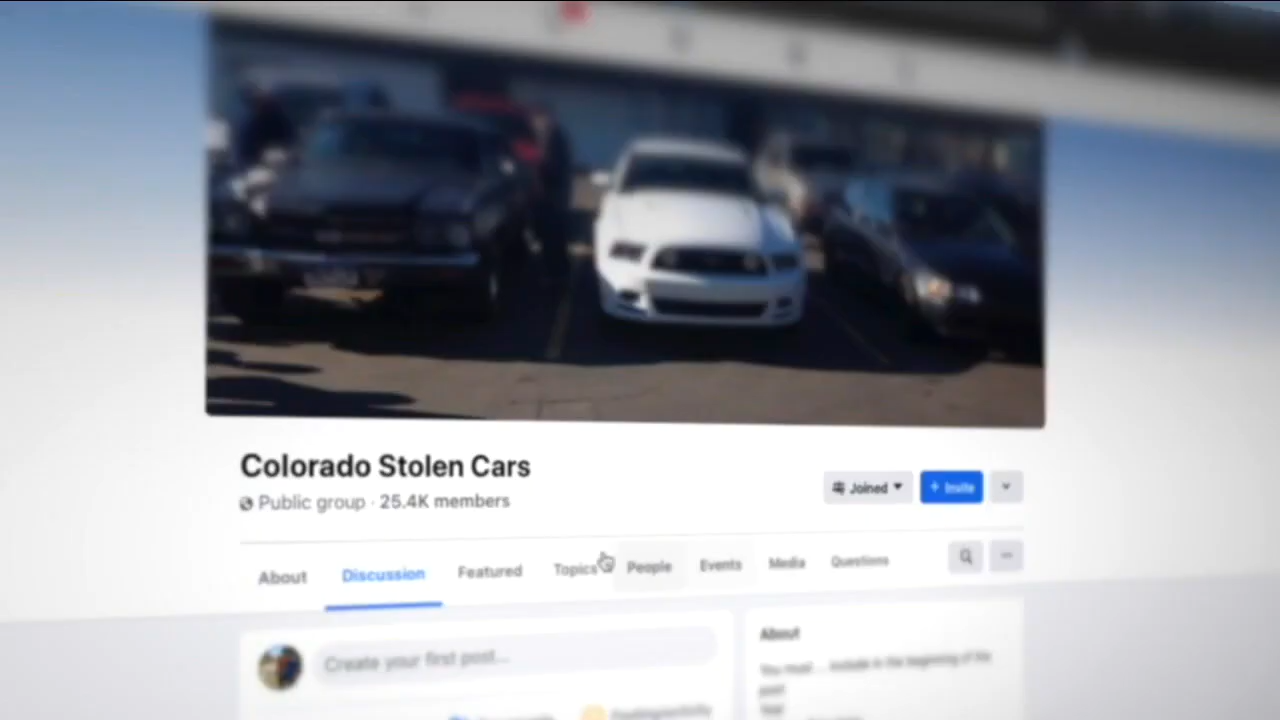 Colorado Stolen Cars
Public group · 25.4K members
Joined
+ Invite
About
Discussion
Featured
Topics
People
Events
Media
Questions
Create your first post...
About